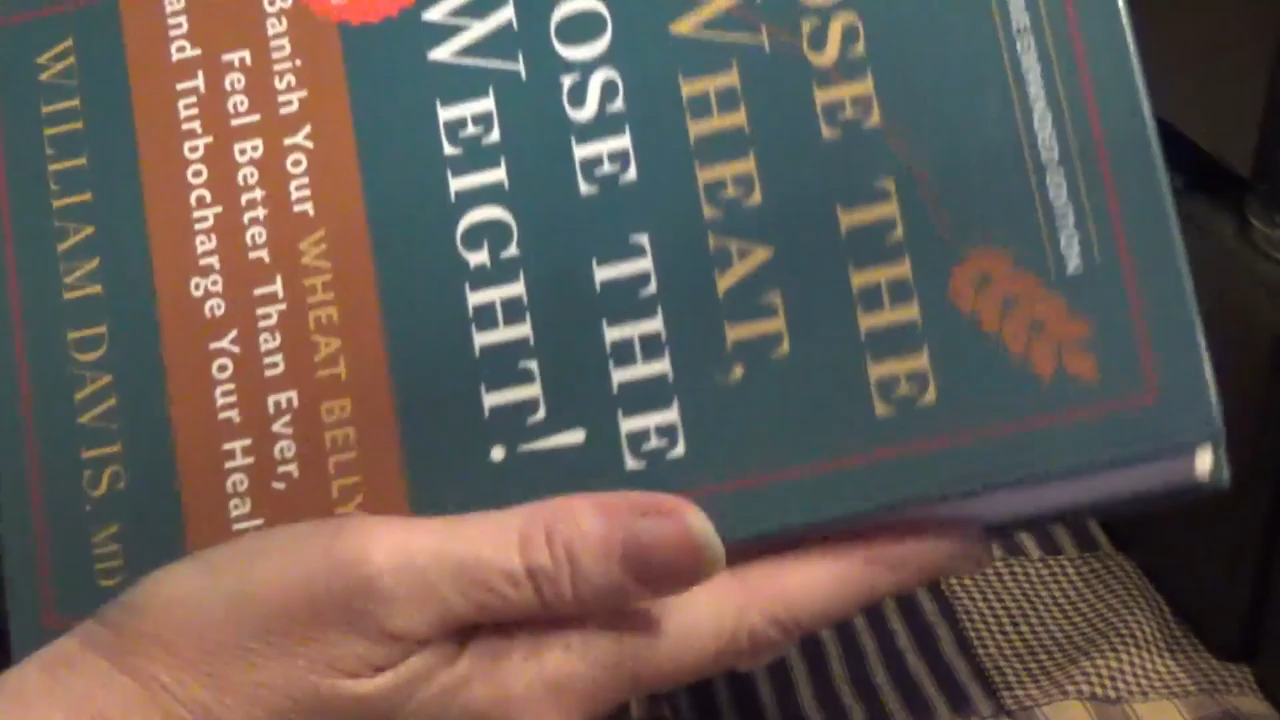 OSE THE
WHEAT,
OSE THE
WEIGHT!
Banish Your WHEAT BELLY
Feel Better Than Ever,
and Turbocharge Your Heal
WILLIAM DAVIS, MD